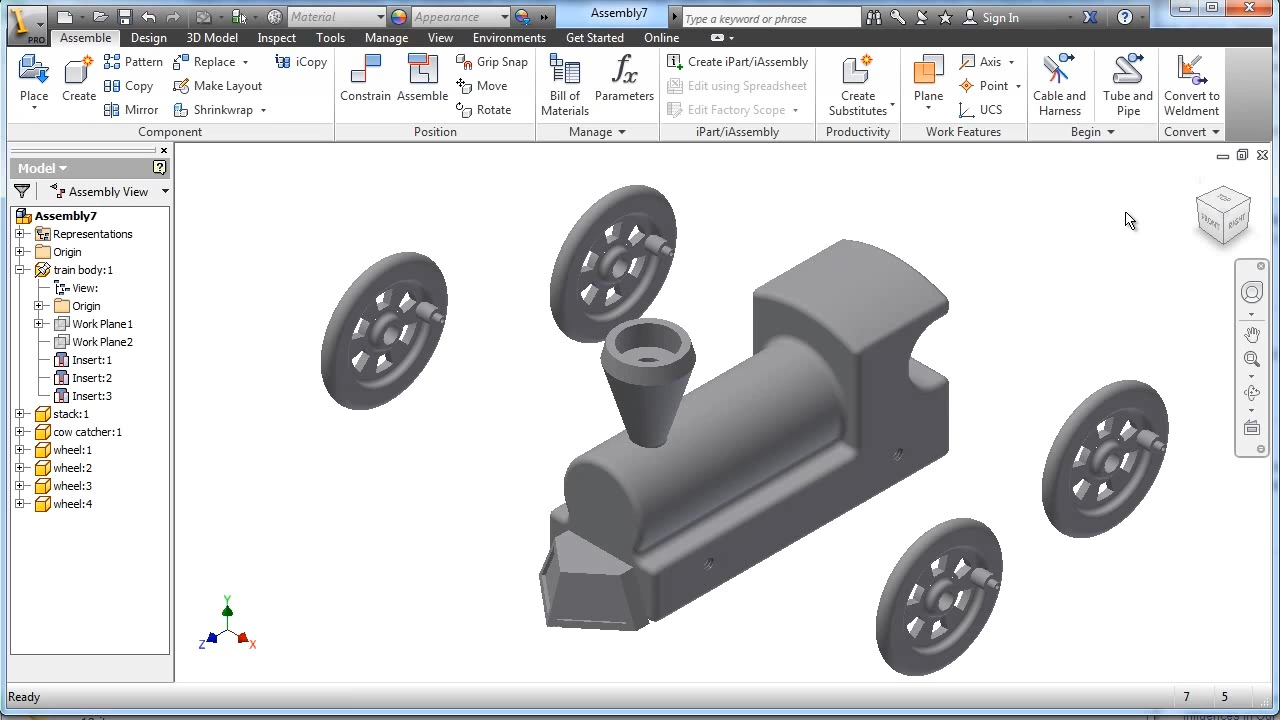 Material
Appearance
Assembly7
Type a keyword or phrase
Sign In
PRO
Assemble
Design
3D Model
Inspect
Tools
Manage
View
Environments
Get Started
Online
Place
Create
Pattern
Copy
Mirror
Replace
Make Layout
Shrinkwrap
iCopy
Constrain
Assemble
Grip Snap
Move
Rotate
Bill of
Materials
fx
Parameters
Create iPart/iAssembly
Edit using Spreadsheet
Edit Factory Scope
Create
Substitutes
Plane
Axis
Point
UCS
Cable and
Harness
Tube and
Pipe
Convert to
Weldment
Component
Position
Manage
iPart/iAssembly
Productivity
Work Features
Begin
Convert
Model
Assembly View
Assembly7
Representations
Origin
train body:1
View:
Origin
Work Plane1
Work Plane2
Insert:1
Insert:2
Insert:3
stack:1
cow catcher:1
wheel:1
wheel:2
wheel:3
wheel:4
TOP
FRONT
RIGHT
Y
Z
X
Ready
7
5